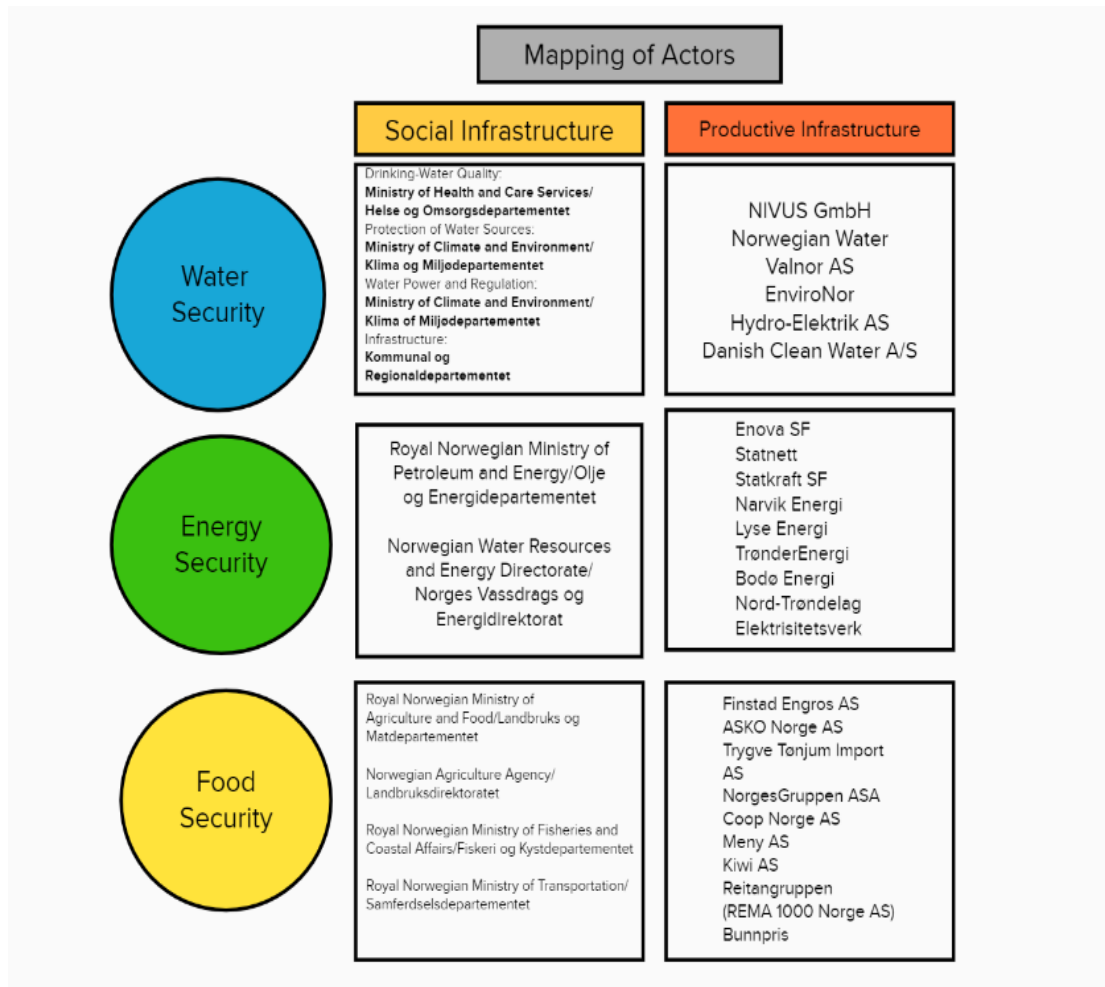 Mapping of Actors
Social Infrastructure
Productive Infrastructure
Water
Security
Drinking-Water Quality:
Ministry of Health and Care Services/
Helse og Omsorgsdepartementet
Protection of Water Sources:
Ministry of Climate and Environment/
Klima og Miljødepartementet
Water Power and Regulation:
Ministry of Climate and Environment/
Klima of Miljødepartementet
Infrastructure:
Kommunal og
Regionaldepartementet
NIVUS GmbH
Norwegian Water
Valnor AS
EnviroNor
Hydro-Elektrik AS
Danish Clean Water A/S
Energy
Security
Royal Norwegian Ministry of
Petroleum and Energy/Olje
og Energidepartementet
Norwegian Water Resources
and Energy Directorate/
Norges Vassdrags og
Energidirektorat
Enova SF
Statnett
Statkraft SF
Narvik Energi
Lyse Energi
TrønderEnergi
Bodø Energi
Nord-Trøndelag
Elektrisitetsverk
Food
Security
Royal Norwegian Ministry of
Agriculture and Food/Landbruks og
Matdepartementet
Norwegian Agriculture Agency/
Landbruksdirektoratet
Royal Norwegian Ministry of Fisheries and
Coastal Affairs/Fiskeri og Kystdepartementet
Royal Norwegian Ministry of Transportation/
Samferdselsdepartementet
Finstad Engros AS
ASKO Norge AS
Trygve Tønjum Import
AS
NorgesGruppen ASA
Coop Norge AS
Meny AS
Kiwi AS
Reitangruppen
(REMA 1000 Norge AS)
Bunnpris